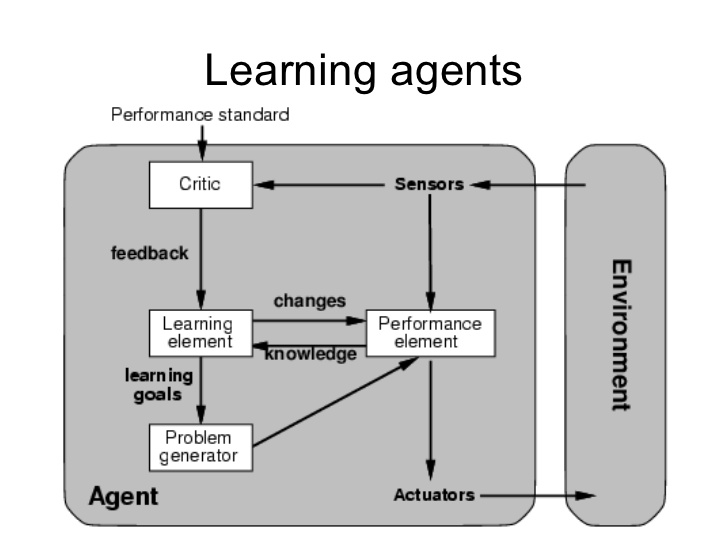 Learning agents
Performance standard
Critic
Sensors
feedback
changes
Learning
element
Performance
element
knowledge
learning
goals
Problem
generator
Agent
Actuators
Environment